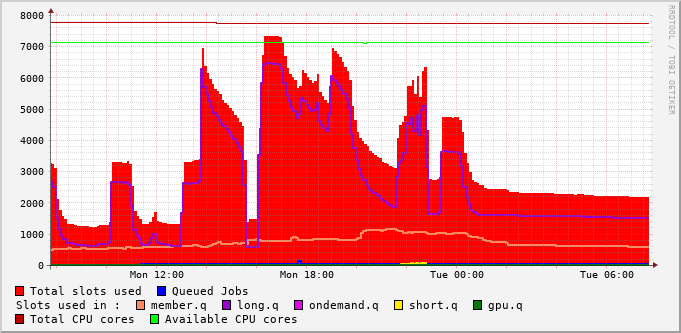 8000
7000
6000
5000
4000
3000
2000
1000
0
Mon 12:00 Mon 18:00 Tue 00:00 Tue 06:00
RRDTOOL / TOBI OETIKER
Total slots used Queued Jobs
Slots used in : member.q long.q ondemand.q short.q gpu.q
Total CPU cores Available CPU cores